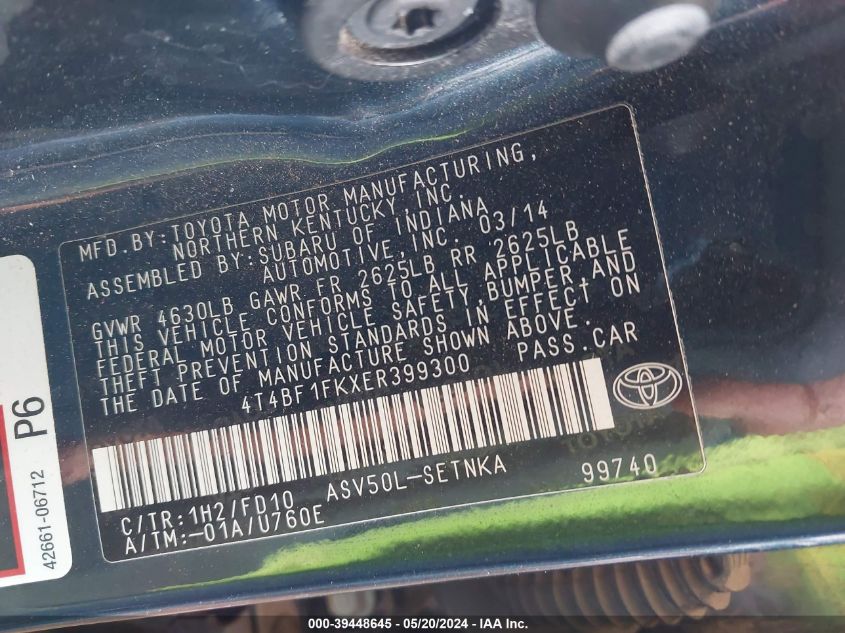 MFD.BY:TOYOTA MOTOR MANUFACTURING,
NORTHERN KENTUCKY, INC.
ASSEMBLED BY:SUBARU OF INDIANA
AUTOMOTIVE,INC. 03/14
GVWR 4630LB GAWR FR 2625LB RR 2625LB
THIS VEHICLE CONFORMS TO ALL APPLICABLE
FEDERAL MOTOR VEHICLE SAFETY,BUMPER,AND
THEFT PREVENTION STANDARDS IN EFFECT ON
THE DATE OF MANUFACTURE SHOWN ABOVE.
4T4BF1FKXER399300 PASS.CAR
C/TR:1H2/FD10 ASV50L-SETNKA 99740
A/TM:-01A/U760E
42661-06712 P6
000-39448645 - 05/20/2024 - IAA Inc.